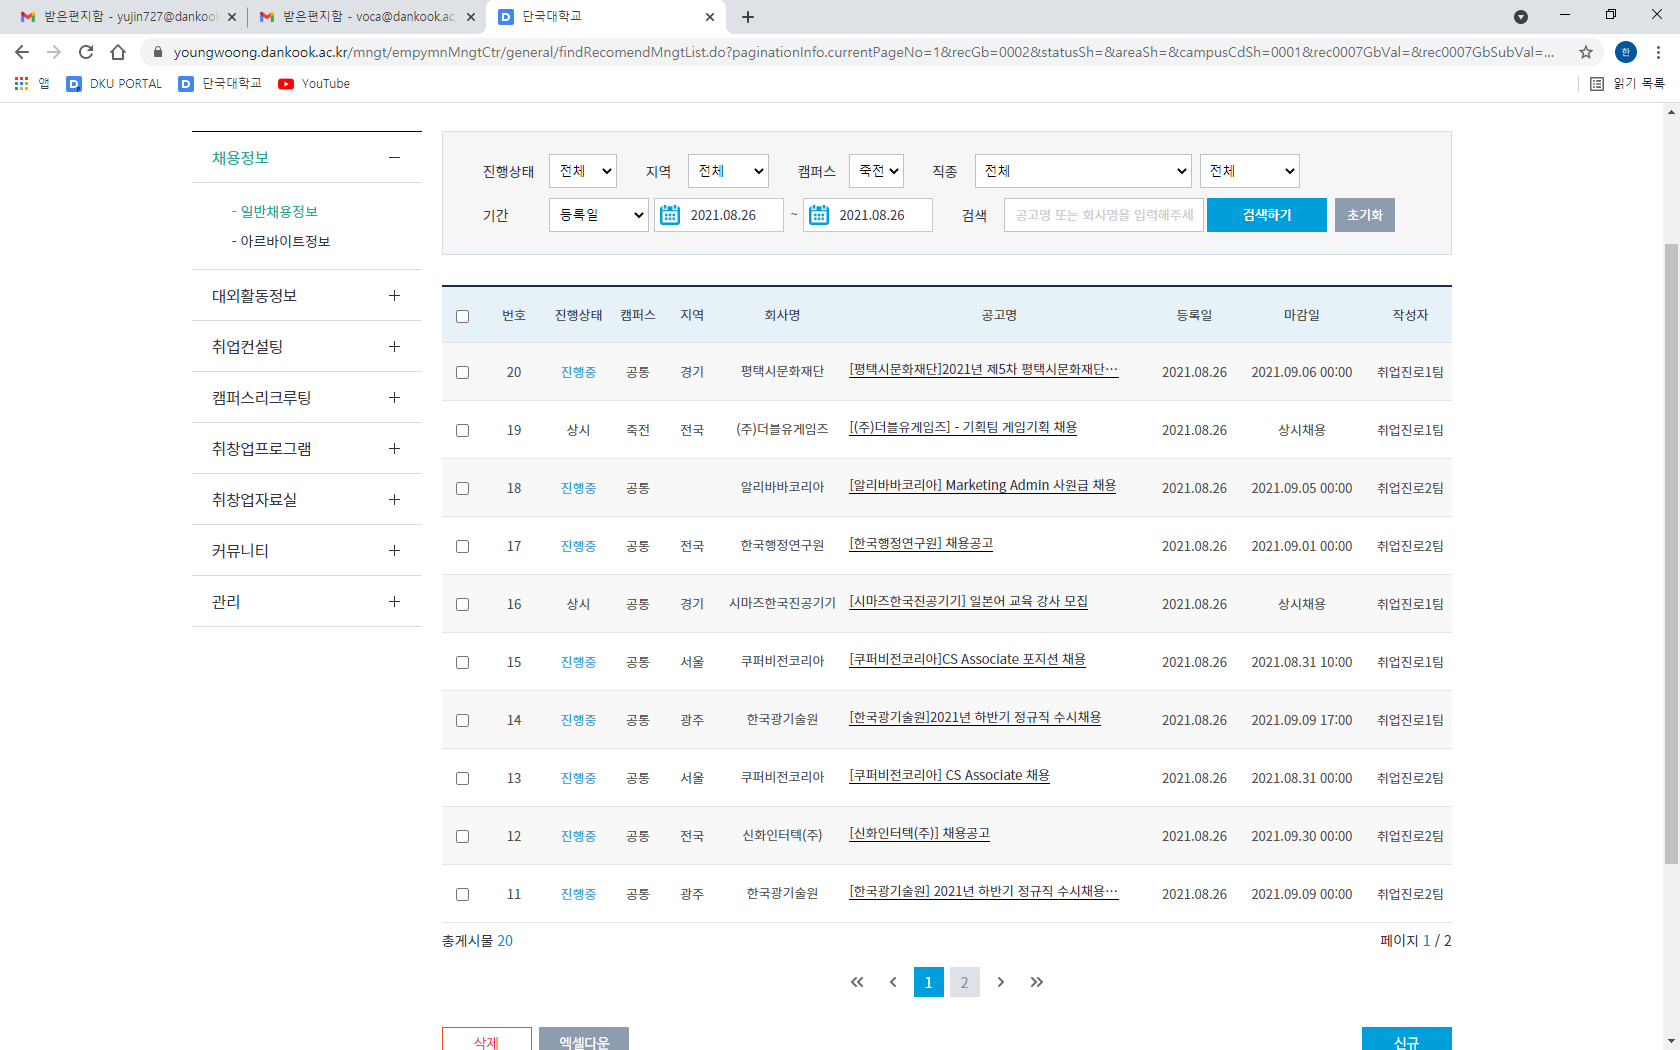 받은편지함 - yujin727@dankook
받은편지함 - voca@dankook.ac.
단국대학교
youngwoong.dankook.ac.kr/mngt/empymnMngtCtr/general/findRecomendMngtList.do?paginationInfo.currentPageNo=1&recGb=0002&statusSh=&areaSh=&campusCdSh=0001&rec0007GbVal=&rec0007GbSubVal=...
한
앱 DKU PORTAL 단국대학교 YouTube 읽기 목록
채용정보
- 일반채용정보
- 아르바이트정보
대외활동정보
취업컨설팅
캠퍼스리크루팅
취창업프로그램
취창업자료실
커뮤니티
관리
진행상태 전체 지역 전체 캠퍼스 죽전 직종 전체 전체
기간 등록일 2021.08.26 ~ 2021.08.26 검색 공고명 또는 회사명을 입력해주세 검색하기 초기화
번호 진행상태 캠퍼스 지역 회사명 공고명 등록일 마감일 작성자
20 진행중 공통 경기 평택시문화재단 [평택시문화재단]2021년 제5차 평택시문화재단… 2021.08.26 2021.09.06 00:00 취업진로1팀
19 상시 죽전 전국 (주)더블유게임즈 [(주)더블유게임즈] - 기획팀 게임기획 채용 2021.08.26 상시채용 취업진로1팀
18 진행중 공통 알리바바코리아 [알리바바코리아] Marketing Admin 사원급 채용 2021.08.26 2021.09.05 00:00 취업진로2팀
17 진행중 공통 전국 한국행정연구원 [한국행정연구원] 채용공고 2021.08.26 2021.09.01 00:00 취업진로2팀
16 상시 공통 경기 시마즈한국진공기기 [시마즈한국진공기기] 일본어 교육 강사 모집 2021.08.26 상시채용 취업진로1팀
15 진행중 공통 서울 쿠퍼비전코리아 [쿠퍼비전코리아]CS Associate 포지션 채용 2021.08.26 2021.08.31 10:00 취업진로1팀
14 진행중 공통 광주 한국광기술원 [한국광기술원]2021년 하반기 정규직 수시채용 2021.08.26 2021.09.09 17:00 취업진로1팀
13 진행중 공통 서울 쿠퍼비전코리아 [쿠퍼비전코리아] CS Associate 채용 2021.08.26 2021.08.31 00:00 취업진로2팀
12 진행중 공통 전국 신화인터텍(주) [신화인터텍(주)] 채용공고 2021.08.26 2021.09.30 00:00 취업진로2팀
11 진행중 공통 광주 한국광기술원 [한국광기술원] 2021년 하반기 정규직 수시채용… 2021.08.26 2021.09.09 00:00 취업진로2팀
총게시물 20 페이지 1 / 2
1 2
삭제 엑셀다운 신규